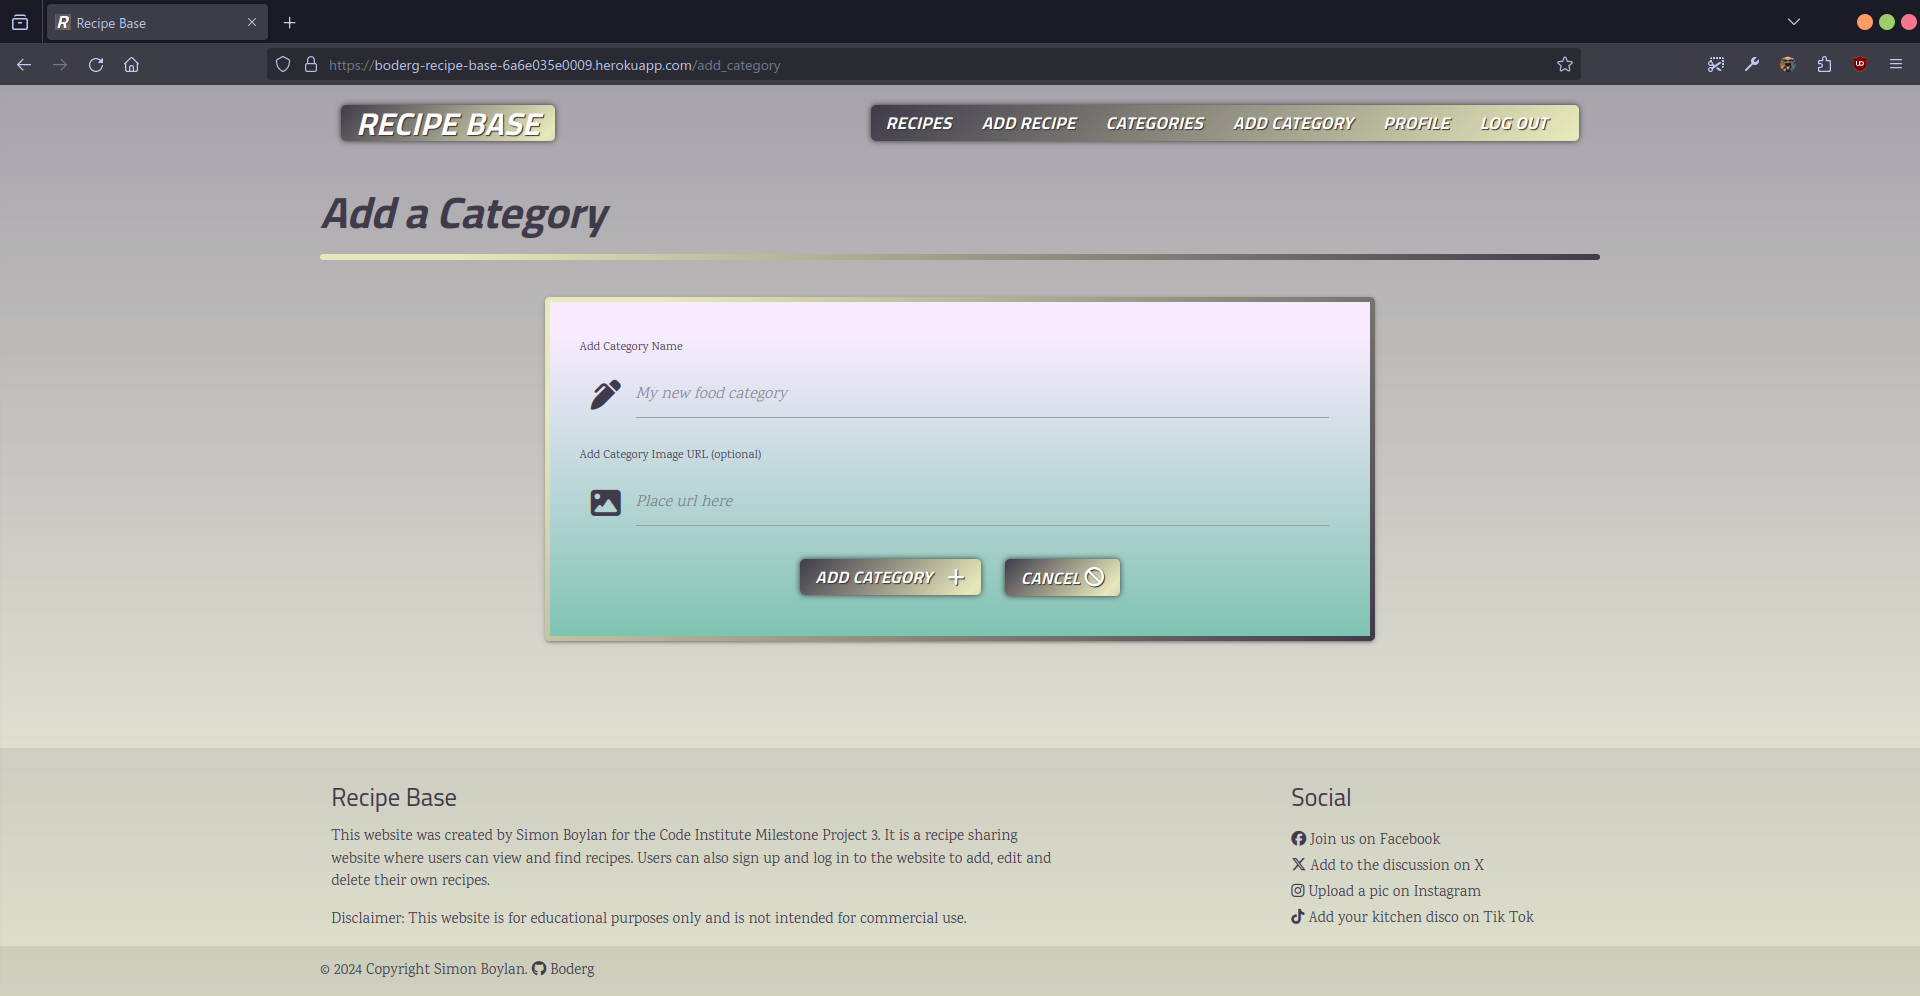 Recipe Base
https://boderg-recipe-base-6a6e035e0009.herokuapp.com/add_category
RECIPE BASE
RECIPES ADD RECIPE CATEGORIES ADD CATEGORY PROFILE LOG OUT
Add a Category
Add Category Name
My new food category
Add Category Image URL (optional)
Place url here
ADD CATEGORY CANCEL
Recipe Base
This website was created by Simon Boylan for the Code Institute Milestone Project 3. It is a recipe sharing
website where users can view and find recipes. Users can also sign up and log in to the website to add, edit and
delete their own recipes.
Disclaimer: This website is for educational purposes only and is not intended for commercial use.
Social
Join us on Facebook
Add to the discussion on X
Upload a pic on Instagram
Add your kitchen disco on Tik Tok
© 2024 Copyright Simon Boylan. Boderg